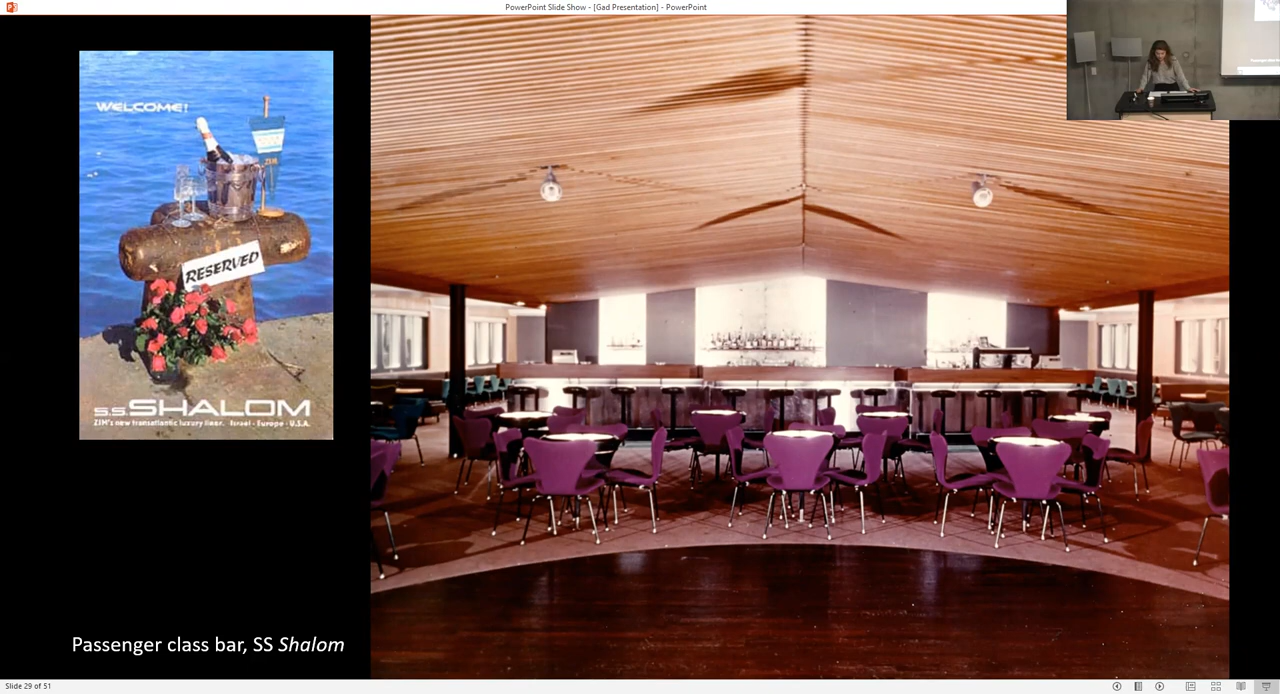 PowerPoint Slide Show - [Gad Presentation] - PowerPoint
WELCOME!
ZIM
RESERVED
s.s. SHALOM
ZIM's new transatlantic luxury liner. Israel - Europe - U.S.A.
Passenger class bar, SS Shalom
Slide 29 of 51